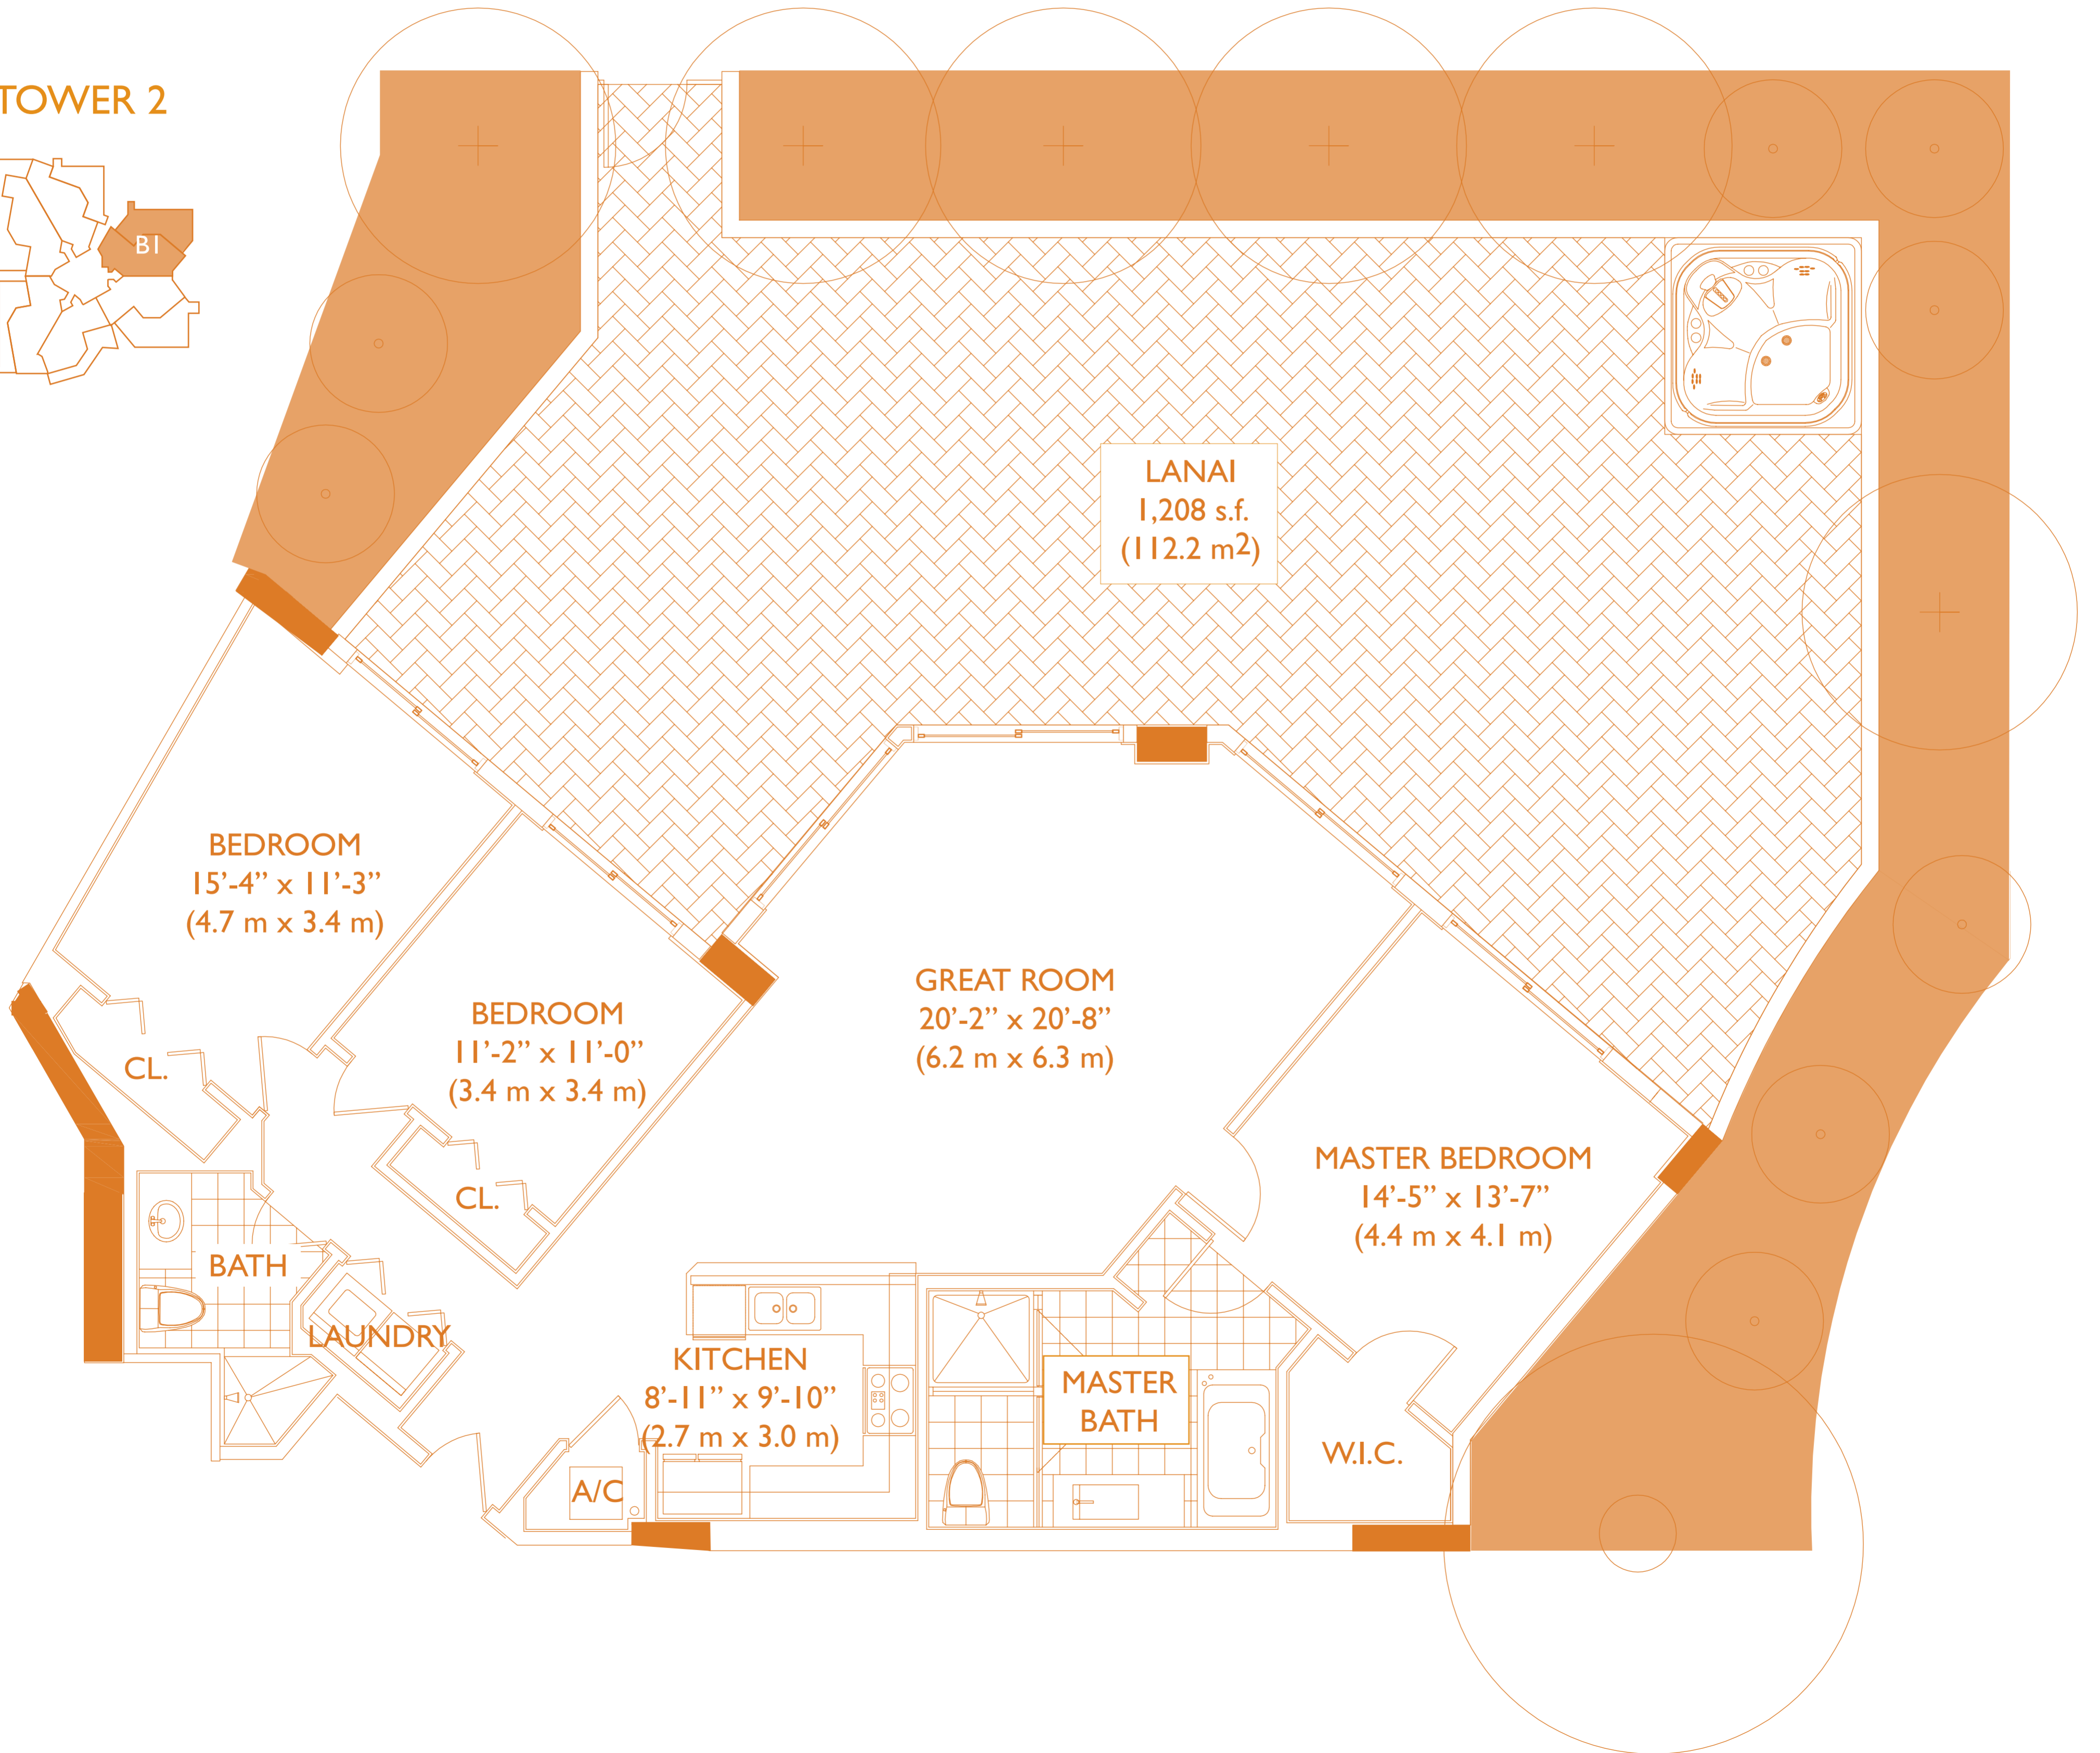 TOWER 2
B1
LANAI
1,208 s.f.
(112.2 m2)
BEDROOM
15’-4” x 11’-3”
(4.7 m x 3.4 m)
CL.
BEDROOM
11’-2” x 11’-0”
(3.4 m x 3.4 m)
CL.
GREAT ROOM
20’-2” x 20’-8”
(6.2 m x 6.3 m)
MASTER BEDROOM
14’-5” x 13’-7”
(4.4 m x 4.1 m)
BATH
LAUNDRY
KITCHEN
8’-11” x 9’-10”
(2.7 m x 3.0 m)
MASTER
BATH
W.I.C.
A/C